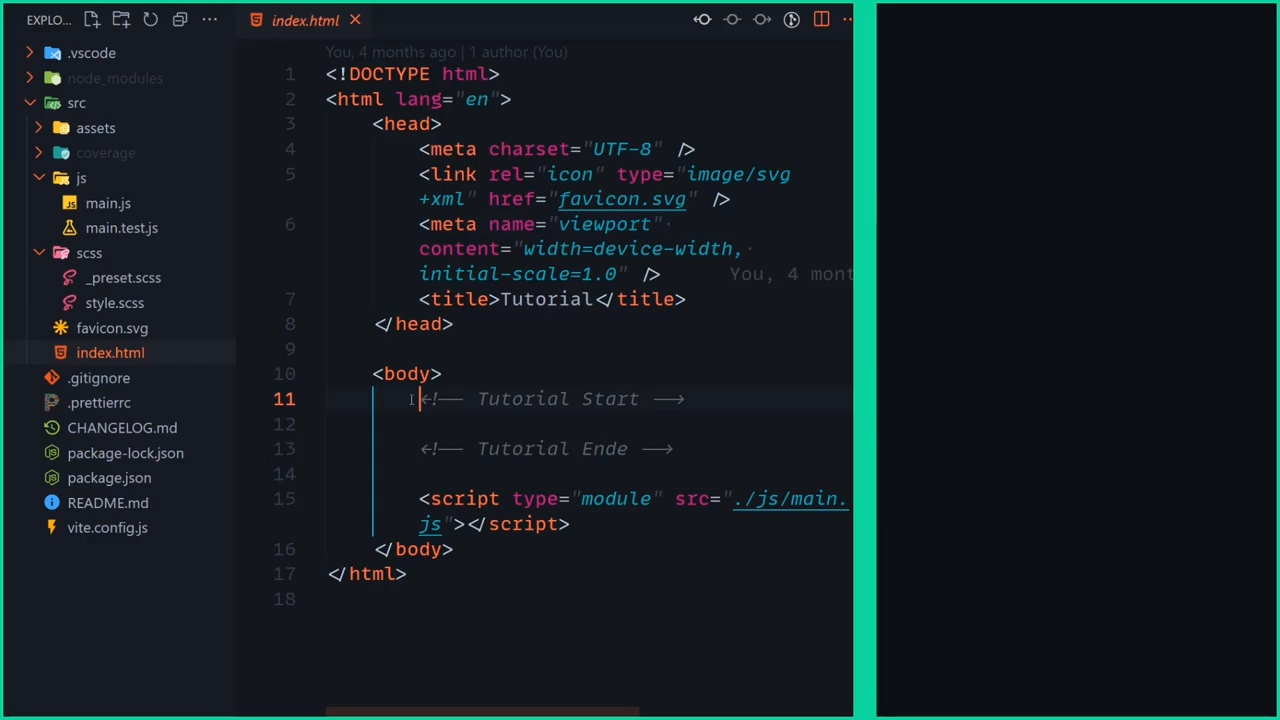 EXPLO...
.vscode
node_modules
src
assets
coverage
js
main.js
main.test.js
scss
_preset.scss
style.scss
favicon.svg
index.html
.gitignore
.prettierrc
CHANGELOG.md
package-lock.json
package.json
README.md
vite.config.js
index.html
You, 4 months ago | 1 author (You)
1 <!DOCTYPE html>
2 <html lang="en">
3 <head>
4 <meta charset="UTF-8" />
5 <link rel="icon" type="image/svg
+xml" href="favicon.svg" />
6 <meta name="viewport"
content="width=device-width,
initial-scale=1.0" /> You, 4 mont
7 <title>Tutorial</title>
8 </head>
9
10 <body>
11 <!-- Tutorial Start -->
12
13 <!-- Tutorial Ende -->
14
15 <script type="module" src="./js/main.
js"></script>
16 </body>
17 </html>
18